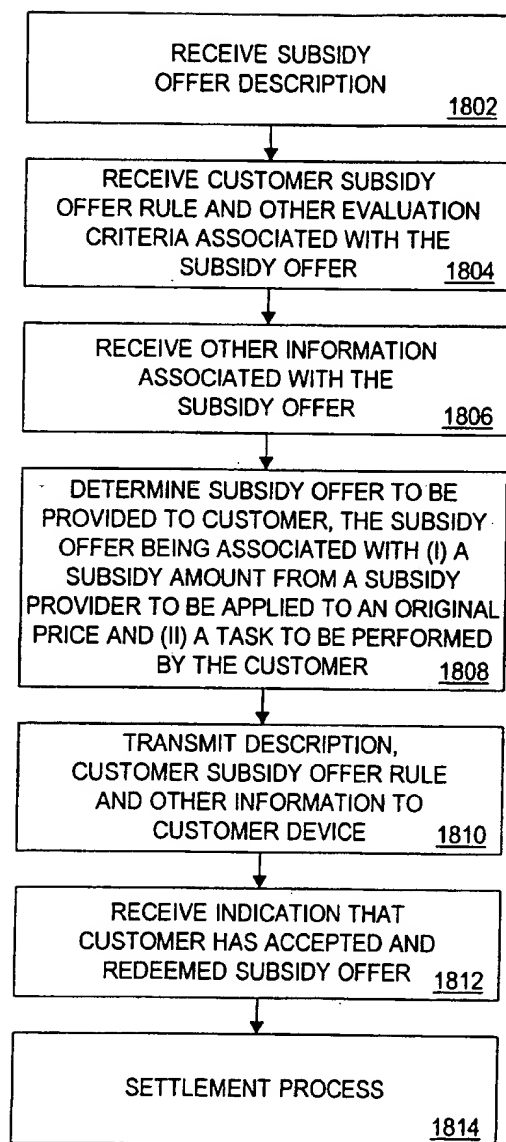 RECEIVE SUBSIDY
OFFER DESCRIPTION
1802
RECEIVE CUSTOMER SUBSIDY
OFFER RULE AND OTHER EVALUATION
CRITERIA ASSOCIATED WITH THE
SUBSIDY OFFER
1804
RECEIVE OTHER INFORMATION
ASSOCIATED WITH THE
SUBSIDY OFFER
1806
DETERMINE SUBSIDY OFFER TO BE
PROVIDED TO CUSTOMER, THE SUBSIDY
OFFER BEING ASSOCIATED WITH (I) A
SUBSIDY AMOUNT FROM A SUBSIDY
PROVIDER TO BE APPLIED TO AN ORIGINAL
PRICE AND (II) A TASK TO BE PERFORMED
BY THE CUSTOMER
1808
TRANSMIT DESCRIPTION,
CUSTOMER SUBSIDY OFFER RULE
AND OTHER INFORMATION TO
CUSTOMER DEVICE
1810
RECEIVE INDICATION THAT
CUSTOMER HAS ACCEPTED AND
REDEEMED SUBSIDY OFFER
1812
SETTLEMENT PROCESS
1814